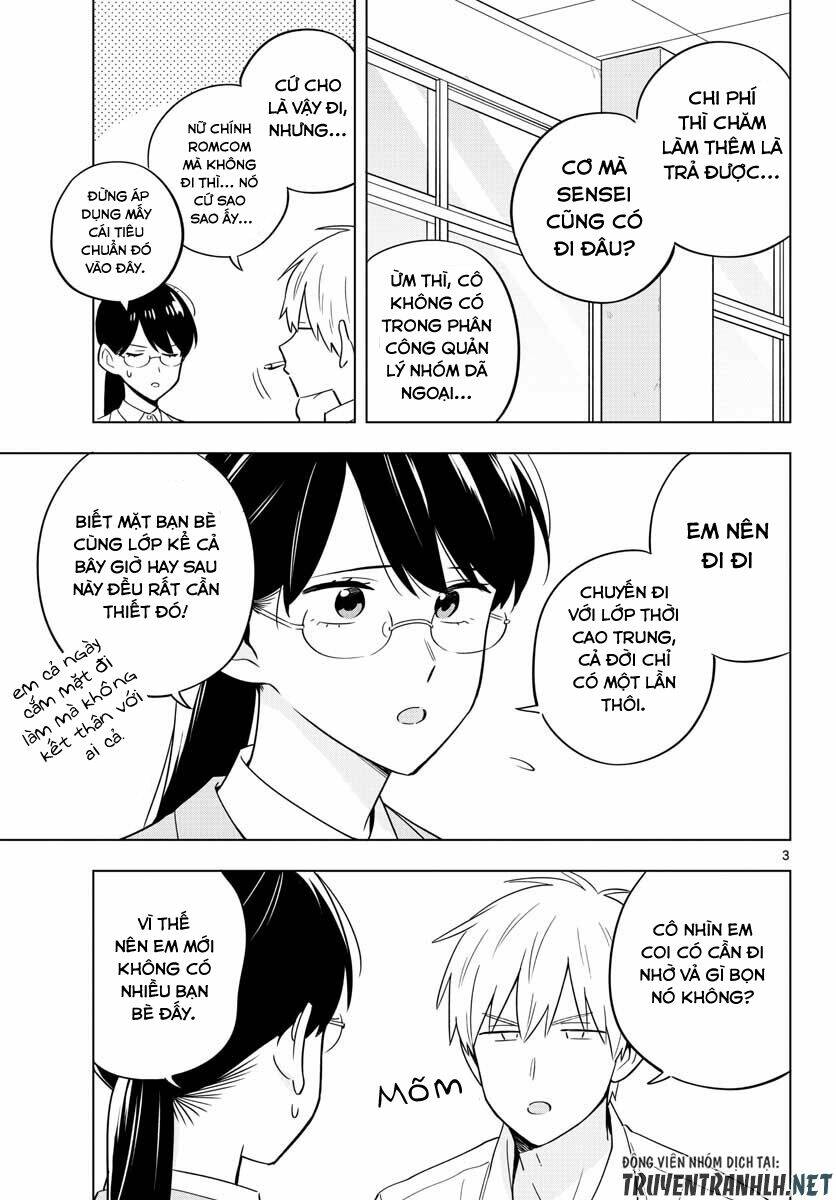 CHI PHÍ
THÌ CHĂM
LÀM THÊM LÀ
TRẢ ĐƯỢC...
CƠ MÀ
SENSEI
CŨNG CÓ
ĐI ĐÂU?
ỪM THÌ, CÔ
KHÔNG CÓ
TRONG PHÂN
CÔNG QUẢN
LÝ NHÓM DÃ
NGOẠI...
CỨ CHO
LÀ VẬY ĐI,
NHƯNG...
NỮ CHÍNH
ROMCOM
MÀ KHÔNG
ĐI THÌ... NÓ
CỨ SAO
SAO ẤY...
ĐỪNG ÁP
DỤNG MẤY
CÁI TIÊU
CHUẨN ĐÓ
VÀO ĐÂY.
EM NÊN
ĐI ĐI
CHUYẾN ĐI
VỚI LỚP THỜI
CAO TRUNG,
CẢ ĐỜI CHỈ
CÓ MỘT LẦN
THÔI.
BIẾT MẶT BẠN BÈ
CÙNG LỚP KỂ CẢ
BÂY GIỜ HAY SAU
NÀY ĐỀU RẤT CẦN
THIẾT ĐÓ!
em cả ngày
cắm mặt đi
làm mà không
kết thân với
ai cả.
3
CÔ NHÌN EM
COI CÓ CẦN ĐI
NHỜ VẢ GÌ BỌN
NÓ KHÔNG?
VÌ THẾ
NÊN EM MỚI
KHÔNG CÓ
NHIỀU BẠN
BÈ ĐẤY.
MÕM
ĐỘNG VIÊN NHÓM DỊCH TẠI:
TRUYENTRANHLH.NET